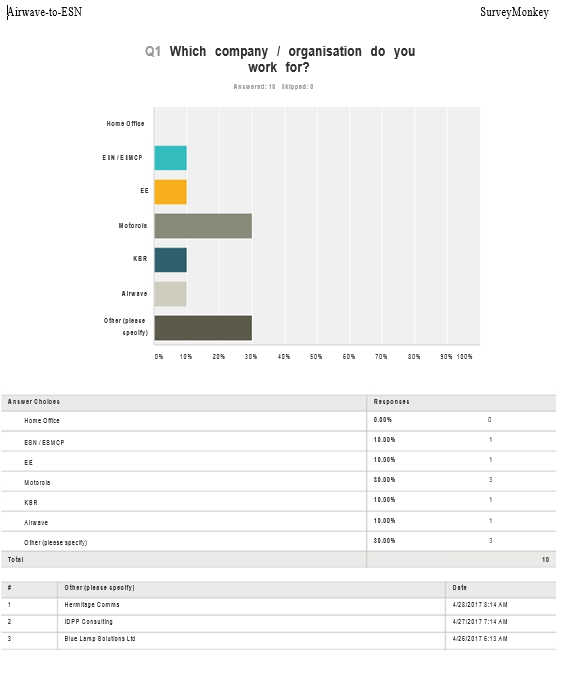 Airwave-to-ESN
SurveyMonkey
Q1 Which company / organisation do you
work for?
Answered: 10 Skipped: 0
Home Office
ESN / ESMCP
EE
Motorola
KBR
Airwave
Other (please
specify)
0% 10% 20% 30% 40% 50% 60% 70% 80% 90% 100%
Answer Choices Responses
Home Office 0.00% 0
ESN / ESMCP 10.00% 1
EE 10.00% 1
Motorola 30.00% 3
KBR 10.00% 1
Airwave 10.00% 1
Other (please specify) 30.00% 3
Total 10
# Other (please specify) Date
1 Hermitage Comms 4/28/2017 8:14 AM
2 IDPP Consulting 4/27/2017 7:14 AM
3 Blue Lamp Solutions Ltd 4/26/2017 6:13 AM